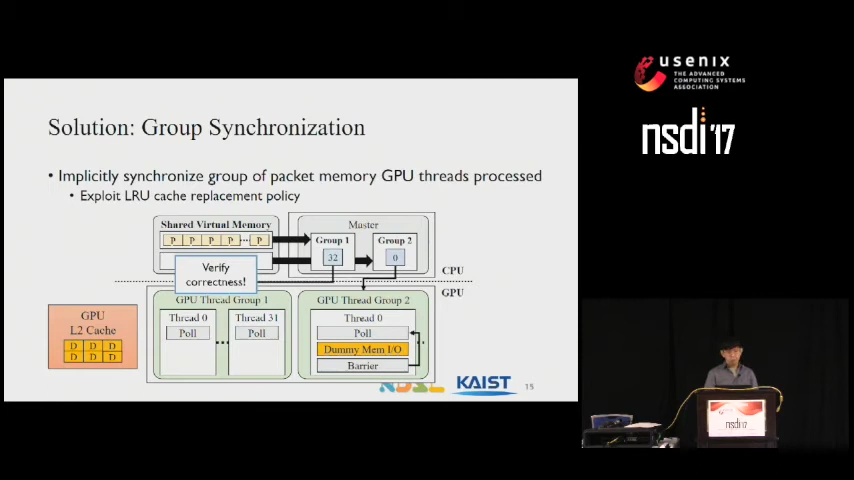 usenix
THE ADVANCED
COMPUTING SYSTEMS
ASSOCIATION
nsdi '17
Solution: Group Synchronization
• Implicitly synchronize group of packet memory GPU threads processed
• Exploit LRU cache replacement policy
Shared Virtual Memory
P P P P ... P
Master
Group 1
32
Group 2
0
Verify
correctness!
CPU
GPU
GPU
L2 Cache
D D D
D D D
GPU Thread Group 1
Thread 0
Poll
...
Thread 31
Poll
GPU Thread Group 2
Thread 0
Poll
Dummy Mem I/O
Barrier
KAIST
15
nsdi'17